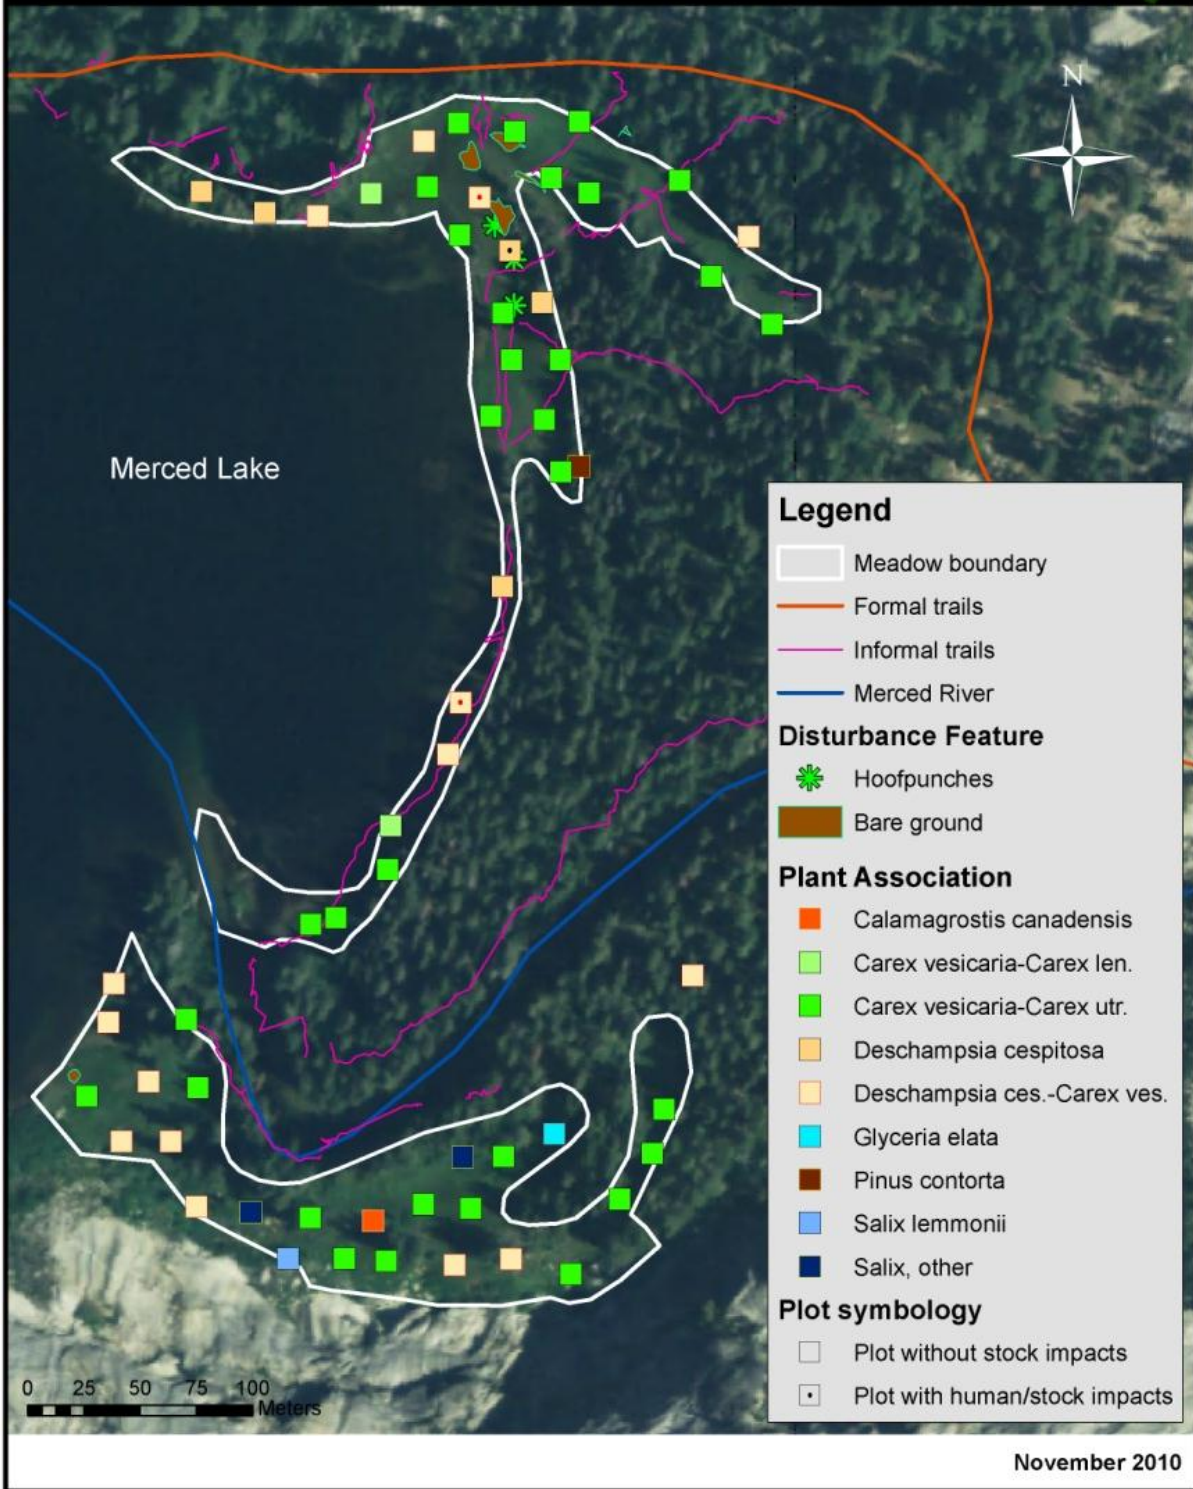 N
Merced Lake
Legend
Meadow boundary
Formal trails
Informal trails
Merced River
Disturbance Feature
Hoofpunches
Bare ground
Plant Association
Calamagrostis canadensis
Carex vesicaria-Carex len.
Carex vesicaria-Carex utr.
Deschampsia cespitosa
Deschampsia ces.-Carex ves.
Glyceria elata
Pinus contorta
Salix lemmonii
Salix, other
Plot symbology
Plot without stock impacts
Plot with human/stock impacts
0 25 50 75 100
Meters
November 2010